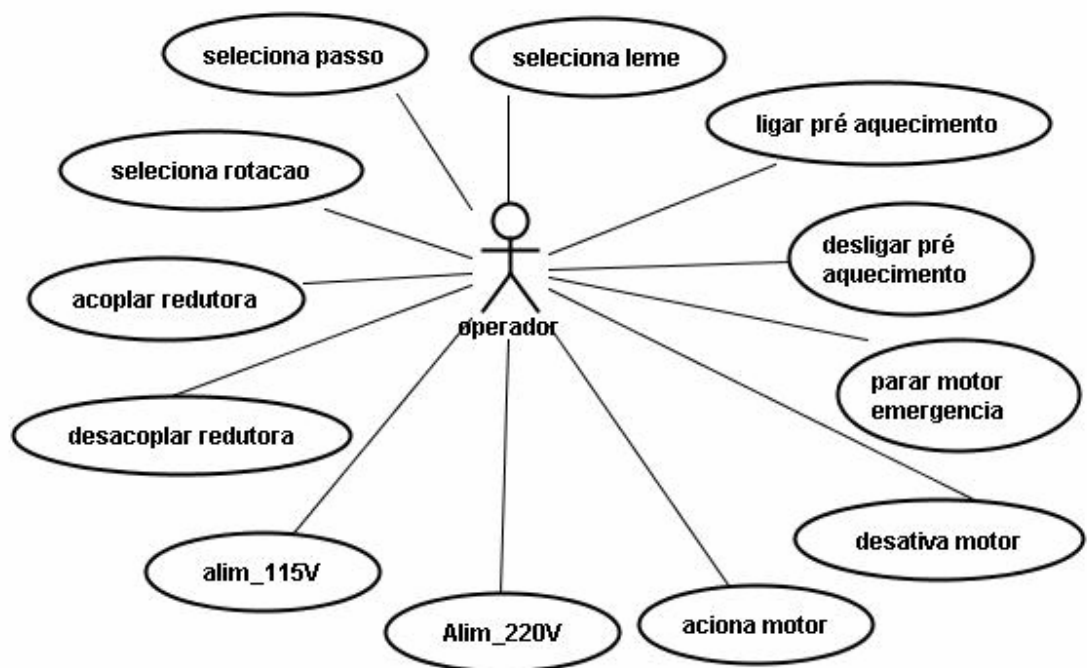 seleciona passo
seleciona leme
ligar pré aquecimento
seleciona rotacao
desligar pré
aquecimento
acoplar redutora
operador
parar motor
emergencia
desacoplar redutora
desativa motor
alim_115V
Alim_220V
aciona motor